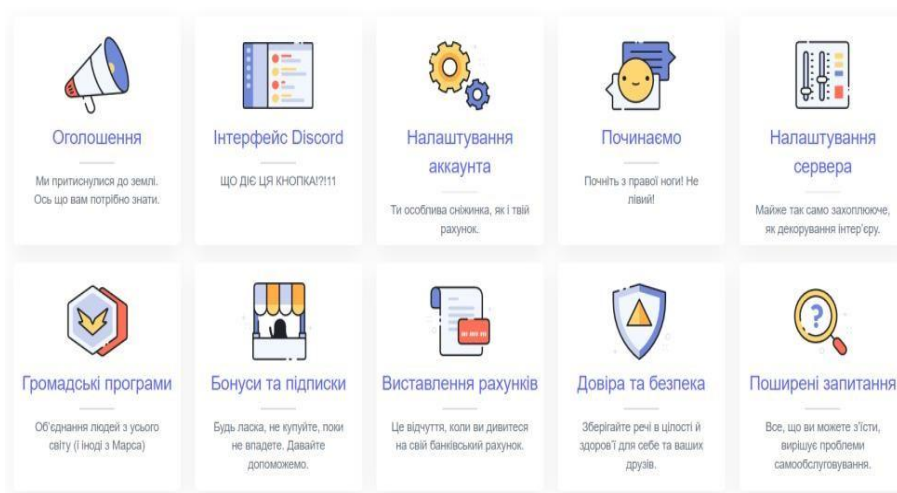 Оголошення
Ми притиснулися до землі.
Ось що вам потрібно знати.
Інтерфейс Discord
ЩО ДІЄ ЦЯ КНОПКА!?!11
Налаштування
аккаунта
Ти особлива сніжинка, як і твій
рахунок.
Починаємо
Почніть з правої ноги! Не
лівий!
Налаштування
сервера
Майже так само захоплююче,
як декорування інтер'єру.
Громадські програми
Об'єднання людей з усього
світу (і іноді з Марса)
Бонуси та підписки
Будь ласка, не купуйте, поки
не впадете. Давайте
допоможемо.
Виставлення рахунків
Це відчуття, коли ви дивитеся
на свій банківський рахунок.
Довіра та безпека
Зберігайте речі в цілості й
здоров'ї для себе та ваших
друзів.
?
Поширені запитання
Все, що ви можете з'їсти,
вирішує проблеми
самообслуговування.